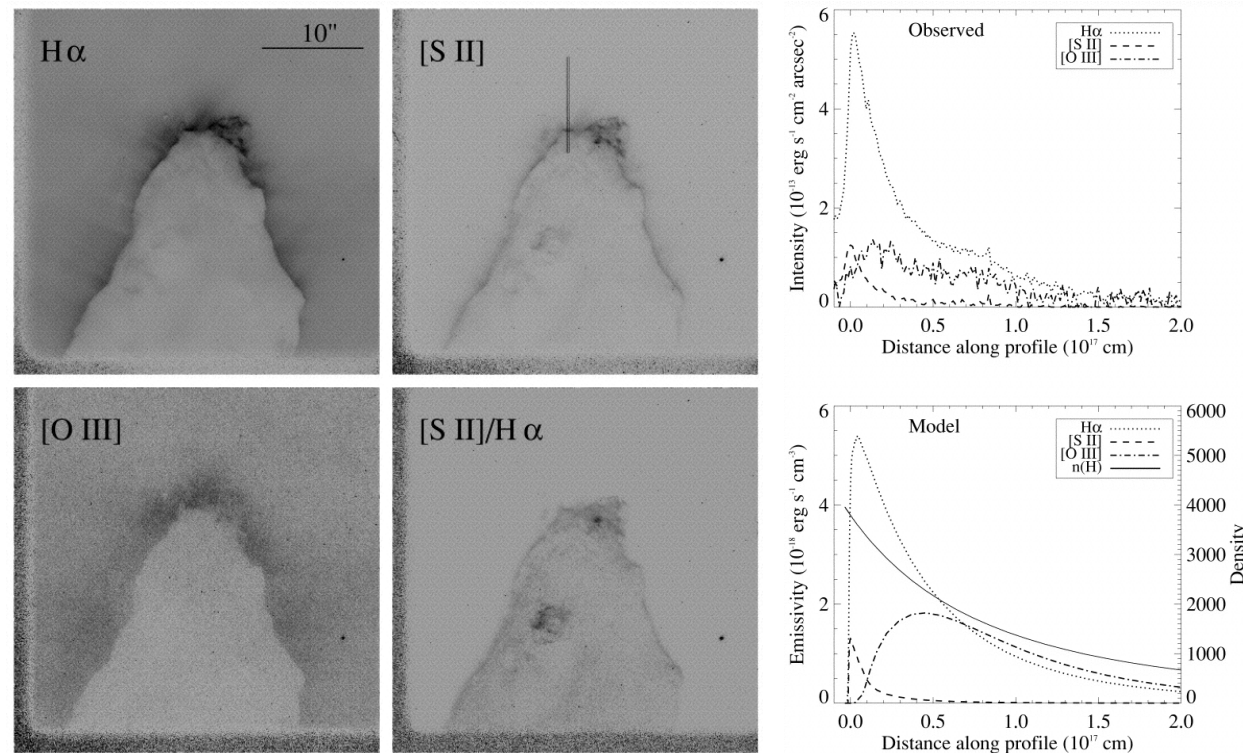 Hα
10"
[S II]
[O III]
[S II]/H α
Observed
Hα
[S II]
[O III]
Intensity (10⁻¹³ erg s⁻¹ cm⁻² arcsec⁻²)
6
4
2
0
0.0 0.5 1.0 1.5 2.0
Distance along profile (10¹⁷ cm)
Model
Hα
[S II]
[O III]
n(H)
Emissivity (10⁻¹⁸ erg s⁻¹ cm⁻³)
6
4
2
0
6000
5000
4000
3000
2000
1000
0
Density
0.0 0.5 1.0 1.5 2.0
Distance along profile (10¹⁷ cm)